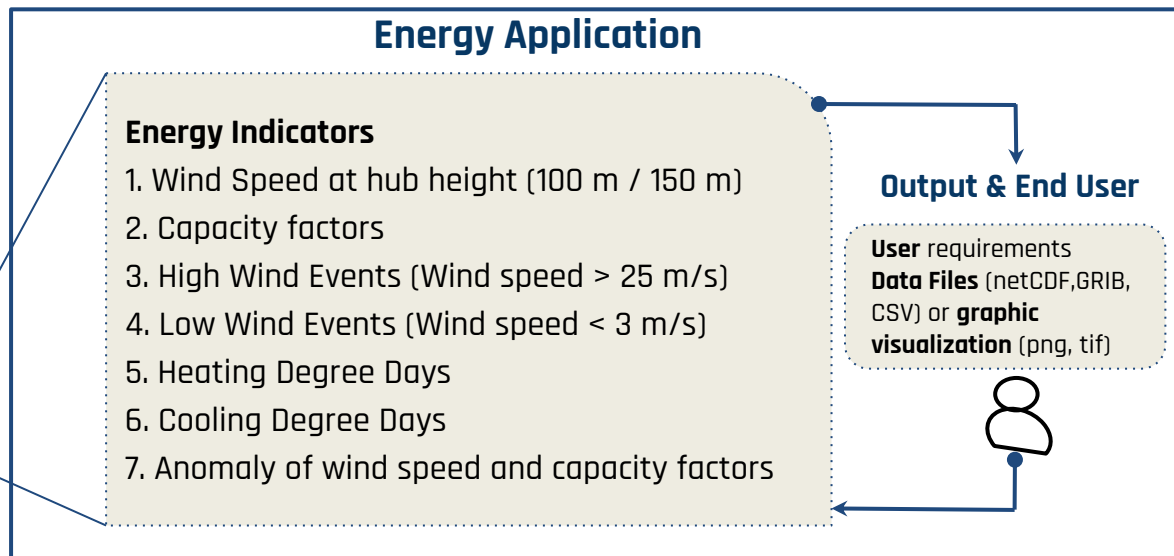 Energy Application
Energy Indicators
1. Wind Speed at hub height (100 m / 150 m)
2. Capacity factors
3. High Wind Events (Wind speed > 25 m/s)
4. Low Wind Events (Wind speed < 3 m/s)
5. Heating Degree Days
6. Cooling Degree Days
7. Anomaly of wind speed and capacity factors
Output & End User
User requirements
Data Files (netCDF,GRIB,
CSV) or graphic
visualization (png, tif)